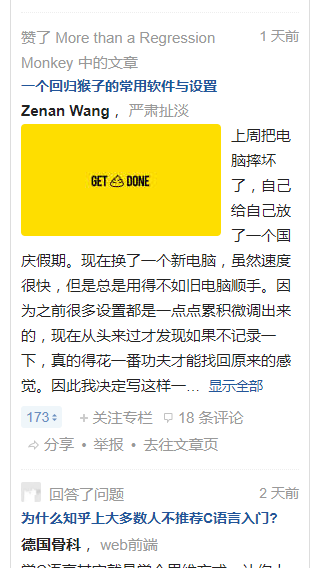 赞了 More than a Regression
1 天前
Monkey 中的文章
一个回归猴子的常用软件与设置
Zenan Wang ，严肃扯淡
GET DONE
上周把电
脑摔坏
了，自己
给自己放
了一个国
庆假期。现在换了一个新电脑，虽然速度
很快，但是总是用得不如旧电脑顺手。因
为之前很多设置都是一点点累积微调出来
的，现在从头来过才发现如果不记录一
下，真的得花一番功夫才能找回原来的感
觉。因此我决定写这样一… 显示全部
173 + 关注专栏 18 条评论
分享 • 举报 • 去往文章页
回答了问题
2 天前
为什么知乎上大多数人不推荐C语言入门?
德国骨科 ，web前端